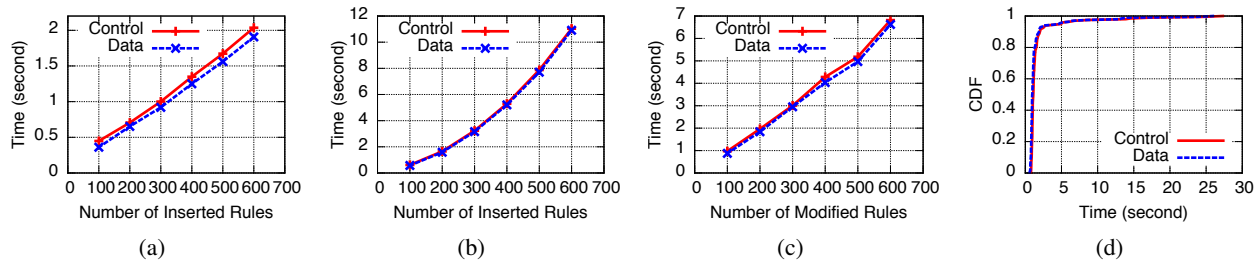 2
1.5
1
0.5
0
Time (second)
Control
Data
0 100 200 300 400 500 600 700
Number of Inserted Rules
(a)
12
10
8
6
4
2
0
Time (second)
Control
Data
0 100 200 300 400 500 600 700
Number of Inserted Rules
(b)
7
6
5
4
3
2
1
0
Time (second)
Control
Data
0 100 200 300 400 500 600 700
Number of Modified Rules
(c)
1
0.8
0.6
0.4
0.2
0
CDF
Control
Data
0 5 10 15 20 25 30
Time (second)
(d)